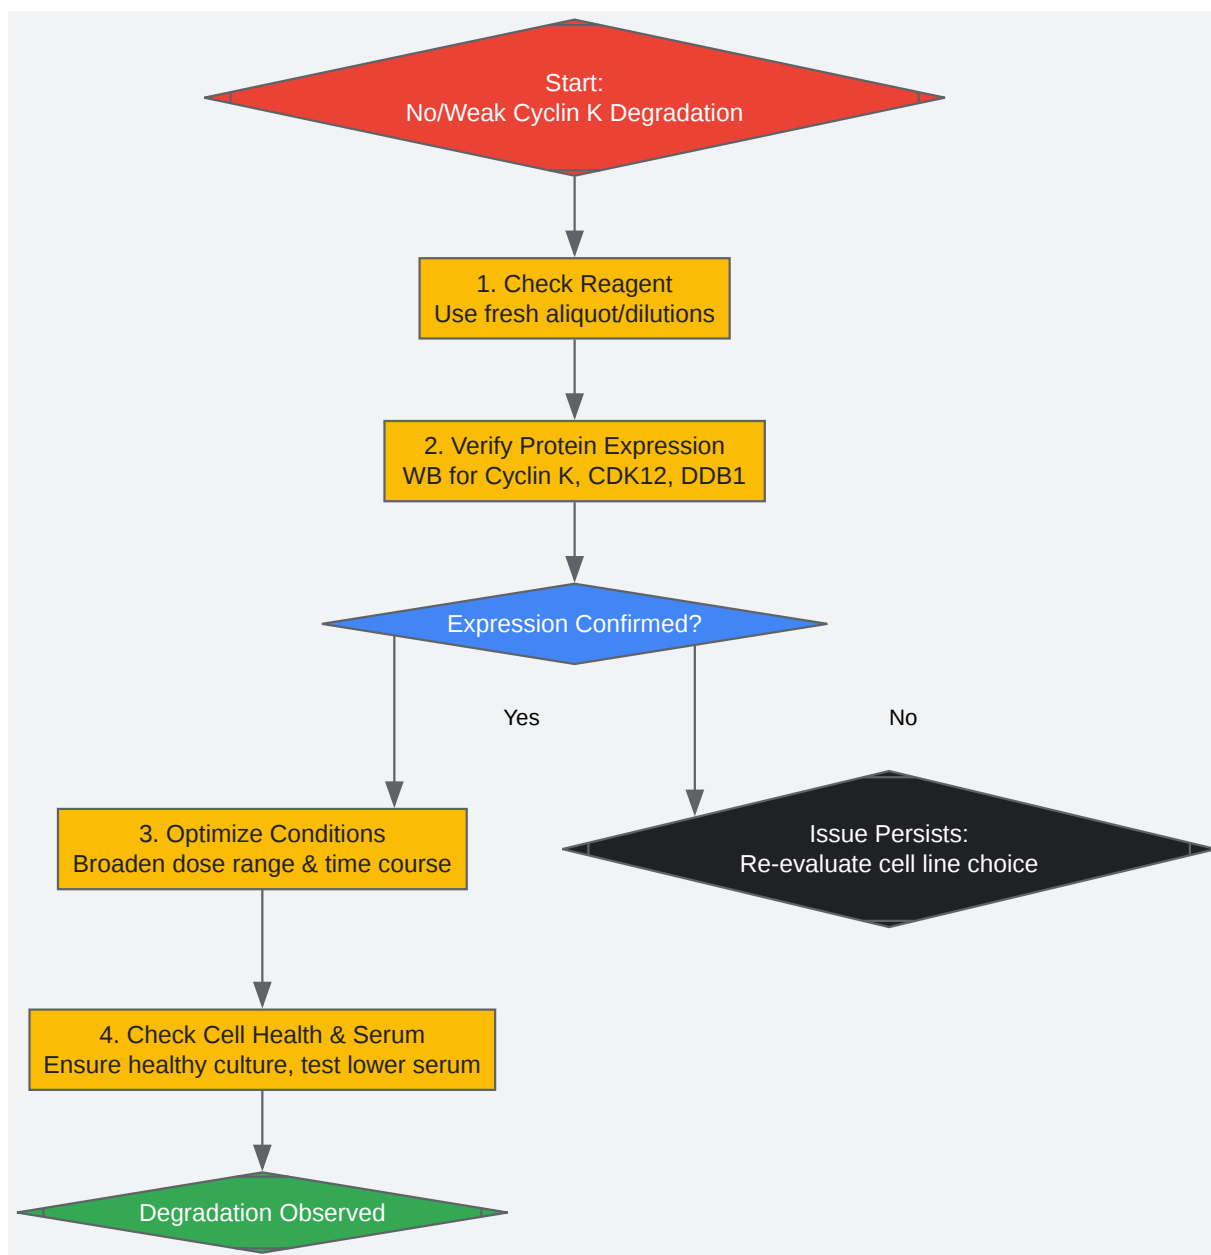 Start:
No/Weak Cyclin K Degradation
1. Check Reagent
Use fresh aliquot/dilutions
2. Verify Protein Expression
WB for Cyclin K, CDK12, DDB1
Expression Confirmed?
Yes
No
3. Optimize Conditions
Broaden dose range & time course
Issue Persists:
Re-evaluate cell line choice
4. Check Cell Health & Serum
Ensure healthy culture, test lower serum
Degradation Observed